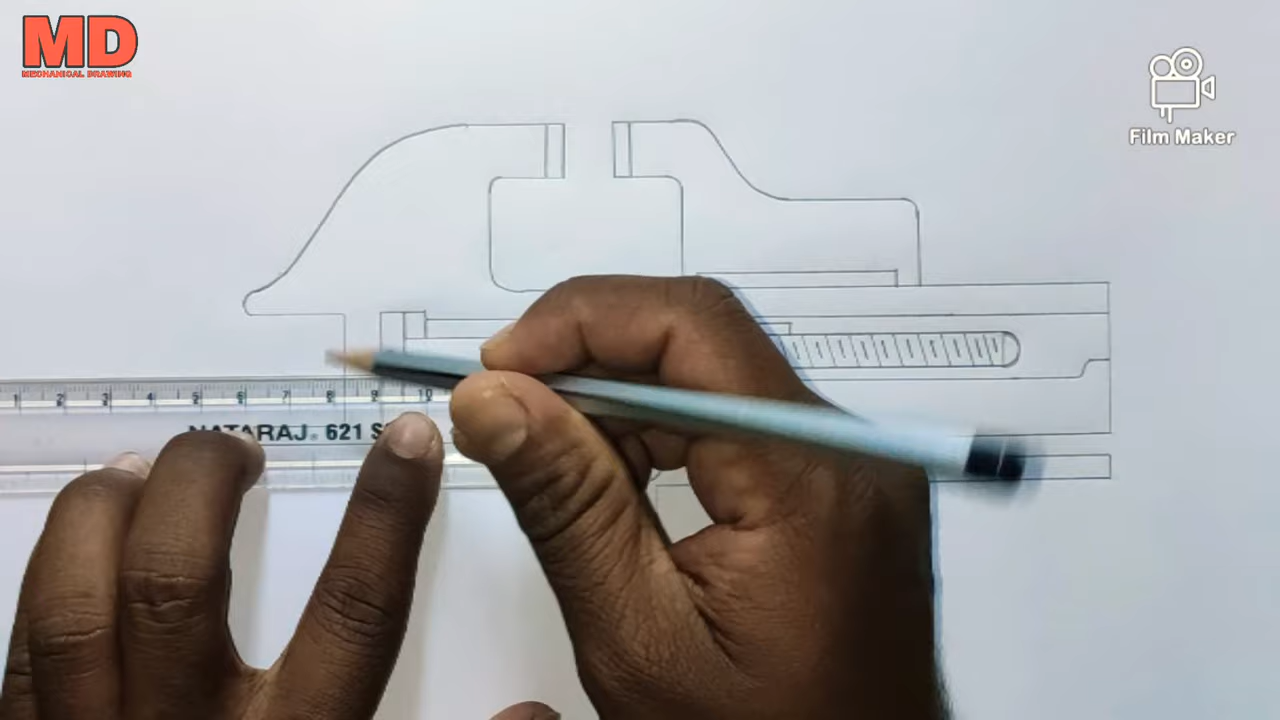 MD
MECHANICAL DRAWING
Film Maker
1 2 3 4 5 6 7 8 9 10
NATARAJ® 621